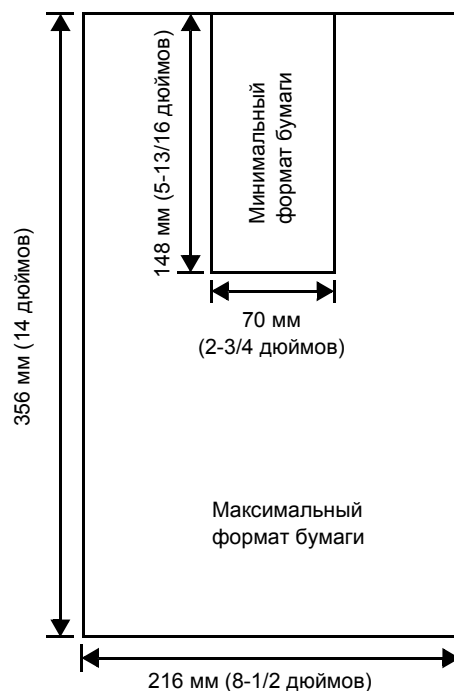 148 мм (5-13/16 дюймов)
Минимальный
формат бумаги
70 мм
(2-3/4 дюймов)
356 мм (14 дюймов)
Максимальный
формат бумаги
216 мм (8-1/2 дюймов)